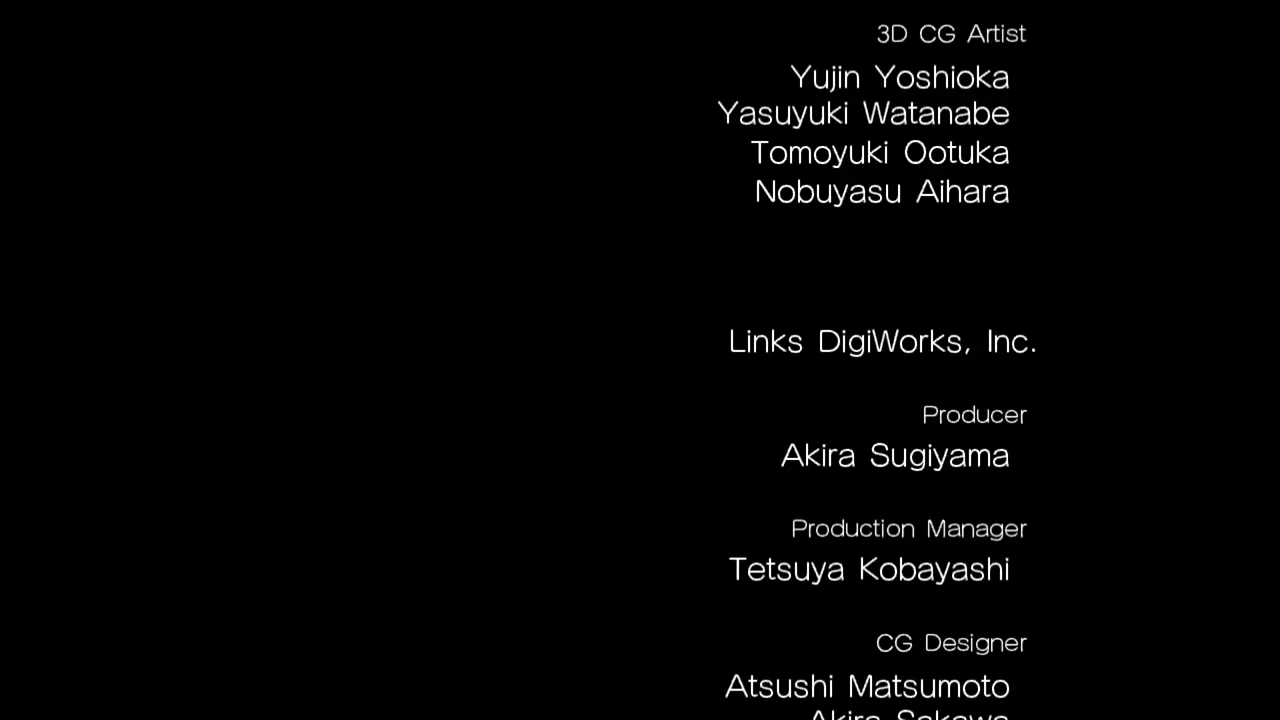 3D CG Artist
Yujin Yoshioka
Yasuyuki Watanabe
Tomoyuki Ootuka
Nobuyasu Aihara
Links DigiWorks, Inc.
Producer
Akira Sugiyama
Production Manager
Tetsuya Kobayashi
CG Designer
Atsushi Matsumoto
Akira